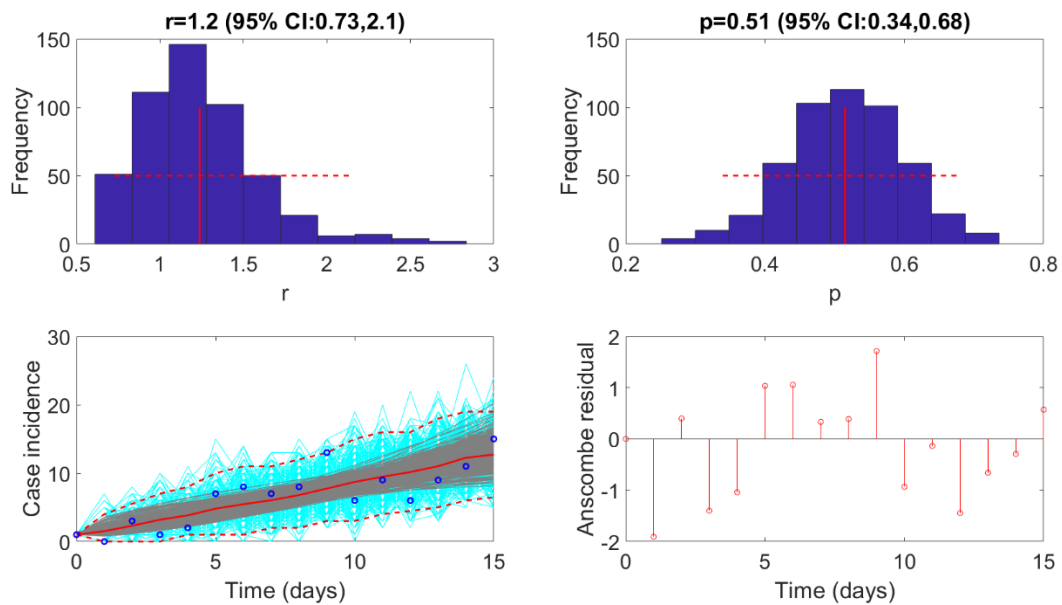 r=1.2 (95% CI:0.73,2.1)
150
100
50
0
Frequency
0.5 1 1.5 2 2.5 3
r
p=0.51 (95% CI:0.34,0.68)
150
100
50
0
Frequency
0.2 0.4 0.6 0.8
p
30
20
10
0
Case incidence
0 5 10 15
Time (days)
2
1
0
-1
-2
Anscombe residual
0 5 10 15
Time (days)